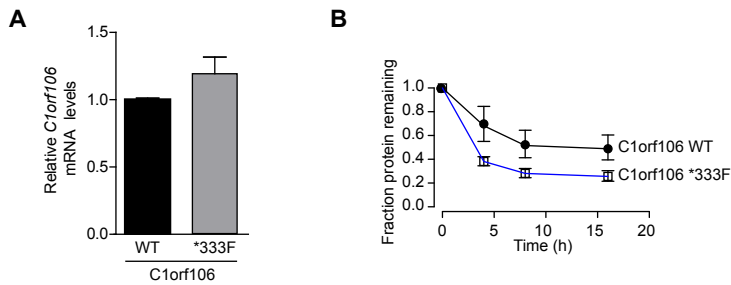 A
Relative C1orf106
mRNA levels
1.5
1.0
0.5
0.0
WT *333F
C1orf106
B
Fraction protein remaining
1.0
0.8
0.6
0.4
0.2
0
C1orf106 WT
C1orf106 *333F
0 5 10 15 20
Time (h)